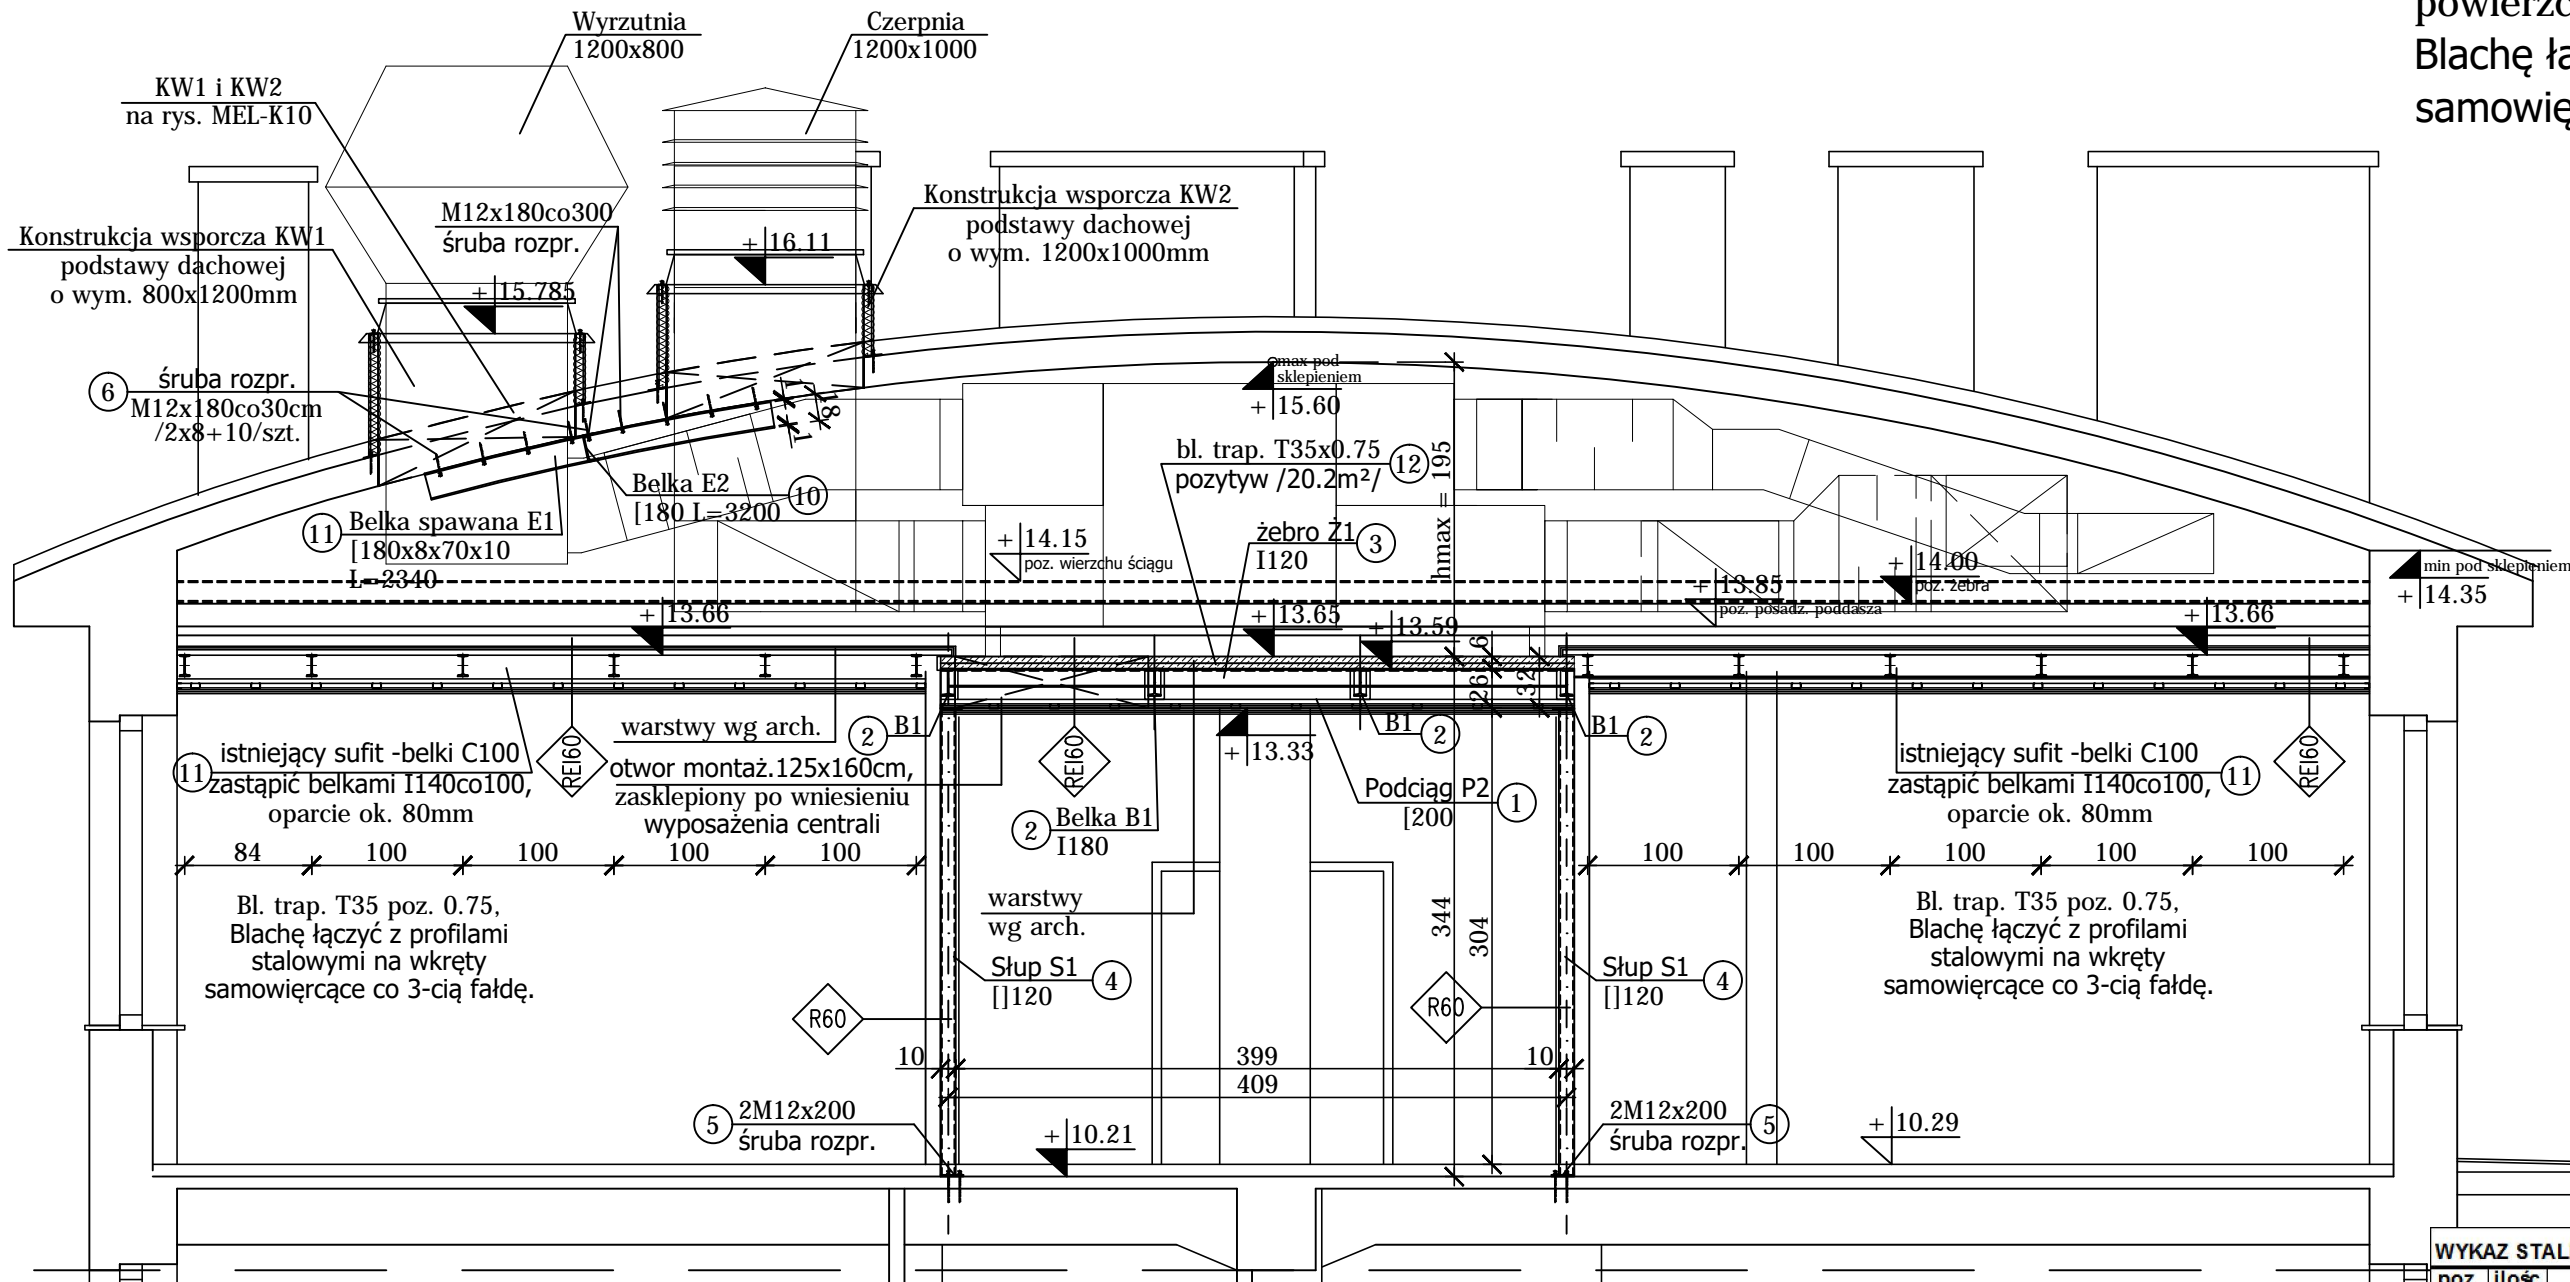 powierzc
Blachę ła
samowię
Wyrzutnia
1200x800
Czerpnia
1200x1000
KW1 i KW2
na rys. MEL-K10
M12x180co300
śruba rozpr.
Konstrukcja wsporcza KW2
podstawy dachowej
o wym. 1200x1000mm
Konstrukcja wsporcza KW1
podstawy dachowej
o wym. 800x1200mm
+16.11
+15.785
6
śruba rozpr.
M12x180co30cm
/2x8+10/szt.
1
18
1
max pod
sklepieniem
+15.60
bl. trap. T35x0.75
pozytyw /20.2m²/
12
hmax = 195
Belka E2
[180 L=3200
10
11
Belka spawana E1
[180x8x70x10
L=2340
+14.15
poz. wierzchu ściągu
żebro Ż1
I120
3
+14.00
poz. żebra
+13.85
poz. posadz. poddasza
min pod sklepieniem
+14.35
+13.66
+13.65
+13.59
+13.66
6
26
32
warstwy wg arch.
2
B1
B1
2
B1
2
+13.33
REI60
REI60
REI60
11
istniejący sufit -belki C100
zastąpić belkami I140co100,
oparcie ok. 80mm
otwor montaż.125x160cm,
zasklepiony po wniesieniu
wyposażenia centrali
2
Belka B1
I180
Podciąg P2
[200
1
istniejący sufit -belki C100
zastąpić belkami I140co100,
oparcie ok. 80mm
11
84 100 100 100 100
100 100 100 100 100
Bl. trap. T35 poz. 0.75,
Blachę łączyć z profilami
stalowymi na wkręty
samowięrcące co 3-cią fałdę.
warstwy
wg arch.
344
304
Bl. trap. T35 poz. 0.75,
Blachę łączyć z profilami
stalowymi na wkręty
samowięrcące co 3-cią fałdę.
Słup S1
[]120
4
Słup S1
[]120
4
R60
R60
10 399 10
409
5
2M12x200
śruba rozpr.
+10.21
2M12x200
śruba rozpr.
5
+10.29
WYKAZ STAL
poz. ilość